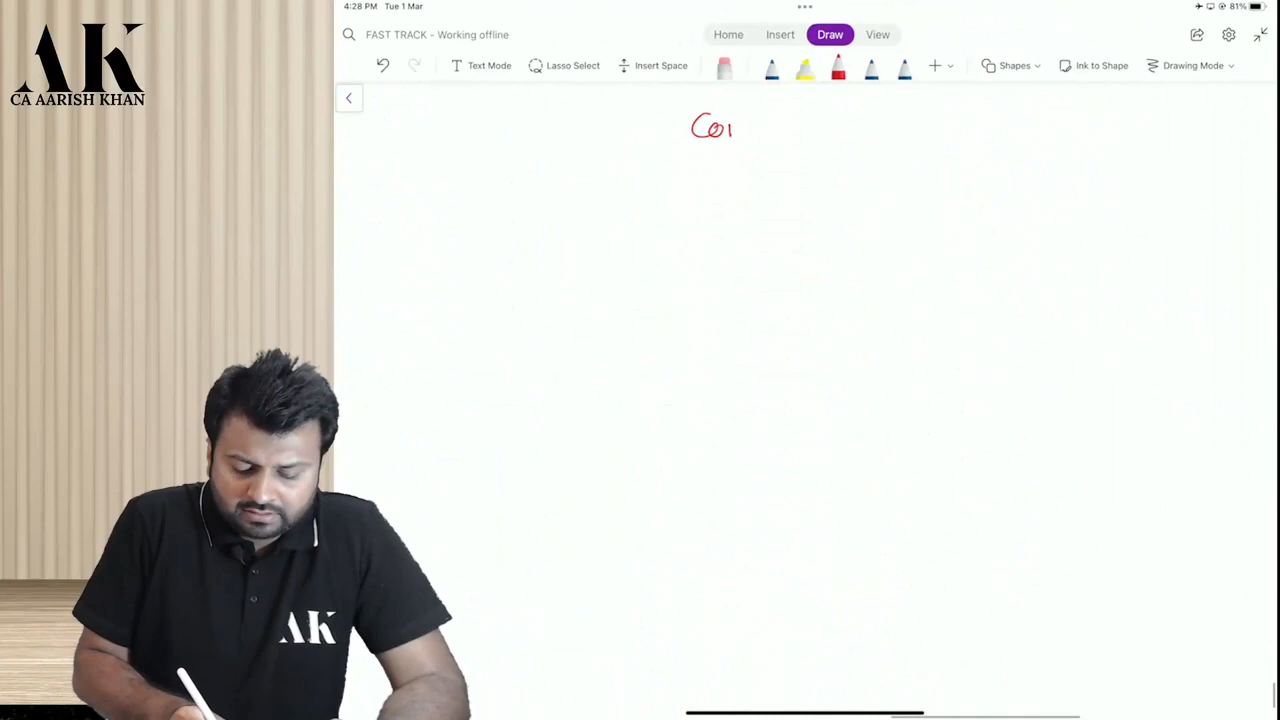 4:28 PM Tue 1 Mar
81%
AK
CA AARISH KHAN
FAST TRACK - Working offline
Home Insert Draw View
Text Mode Lasso Select Insert Space Shapes Ink to Shape Drawing Mode
AK